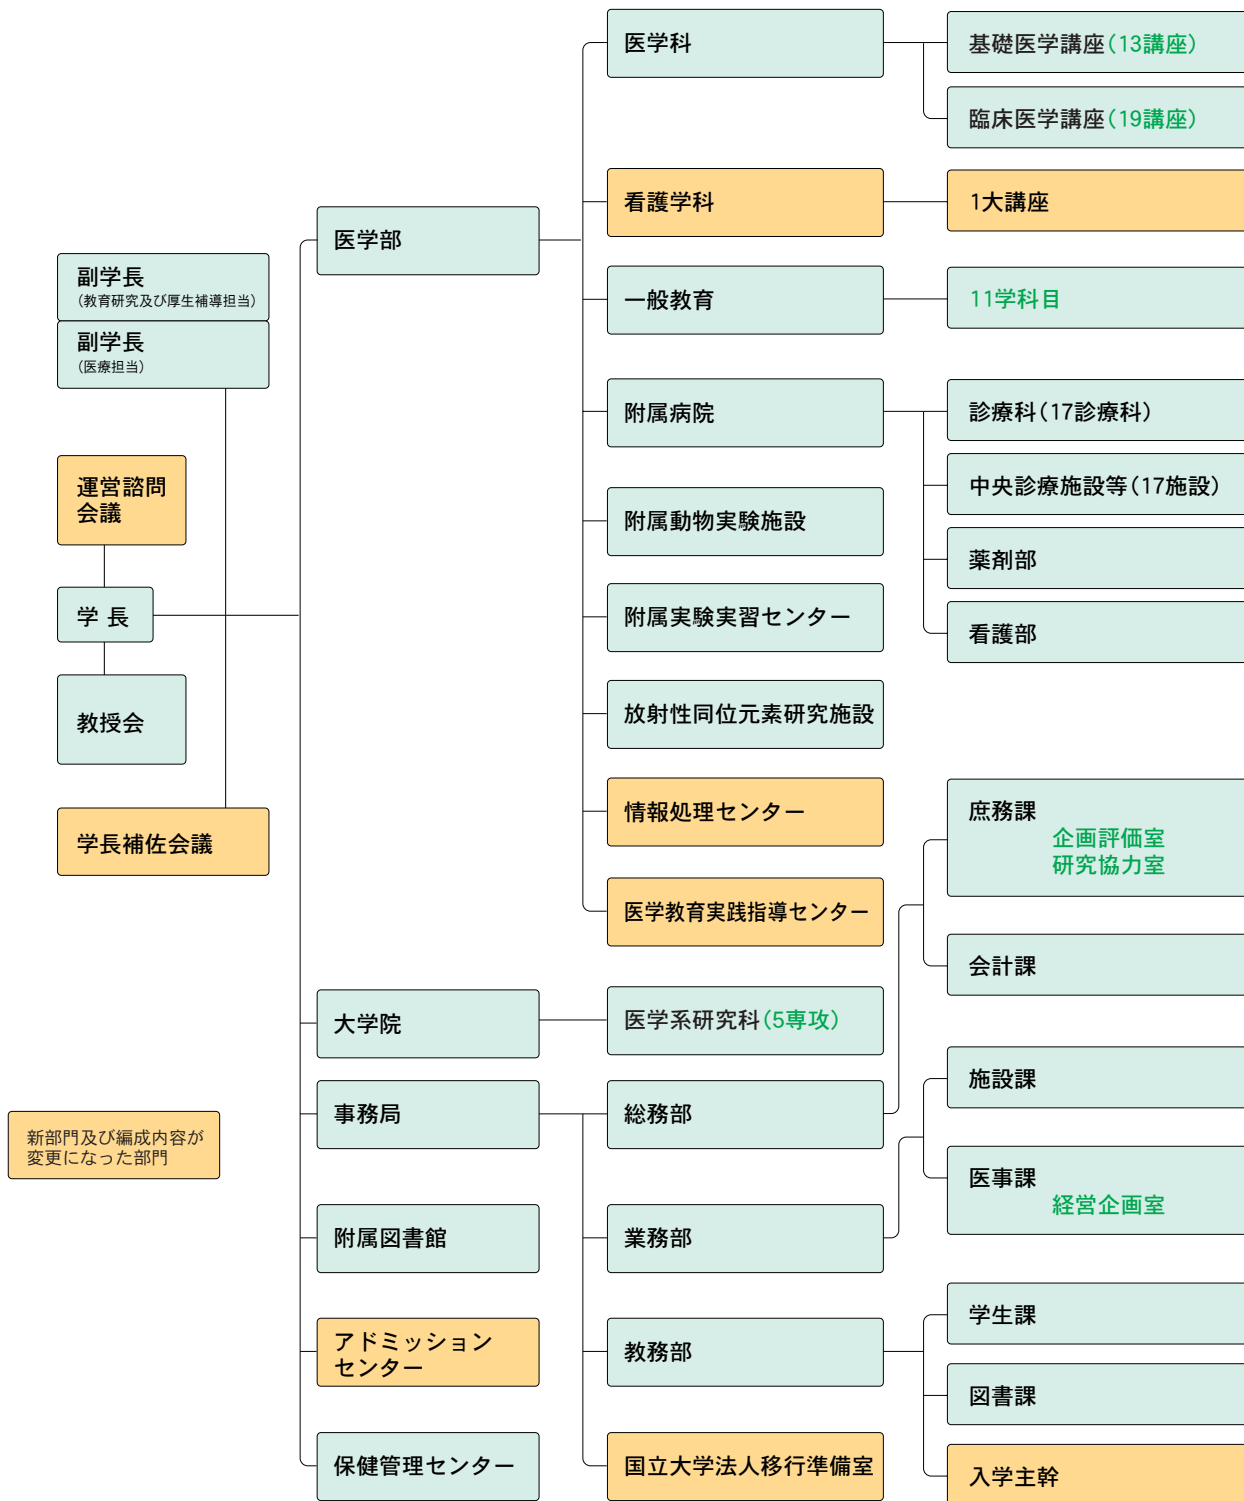 副学長
（教育研究及び厚生補導担当）
副学長
（医療担当）
運営諮問
会議
学 長
教授会
学長補佐会議
新部門及び編成内容が
変更になった部門
医学部
大学院
事務局
附属図書館
アドミッション
センター
保健管理センター
医学科
看護学科
一般教育
附属病院
附属動物実験施設
附属実験実習センター
放射性同位元素研究施設
情報処理センター
医学教育実践指導センター
医学系研究科（5専攻）
総務部
業務部
教務部
国立大学法人移行準備室
基礎医学講座（13講座）
臨床医学講座（19講座）
1大講座
11学科目
診療科（17診療科）
中央診療施設等（17施設）
薬剤部
看護部
庶務課
企画評価室
研究協力室
会計課
施設課
医事課
経営企画室
学生課
図書課
入学主幹